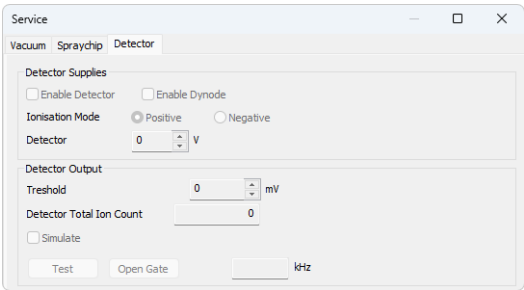 Service
Vacuum Spraychip Detector
Detector Supplies
Enable Detector Enable Dynode
Ionisation Mode Positive Negative
Detector 0 V
Detector Output
Treshold 0 mV
Detector Total Ion Count 0
Simulate
Test Open Gate kHz